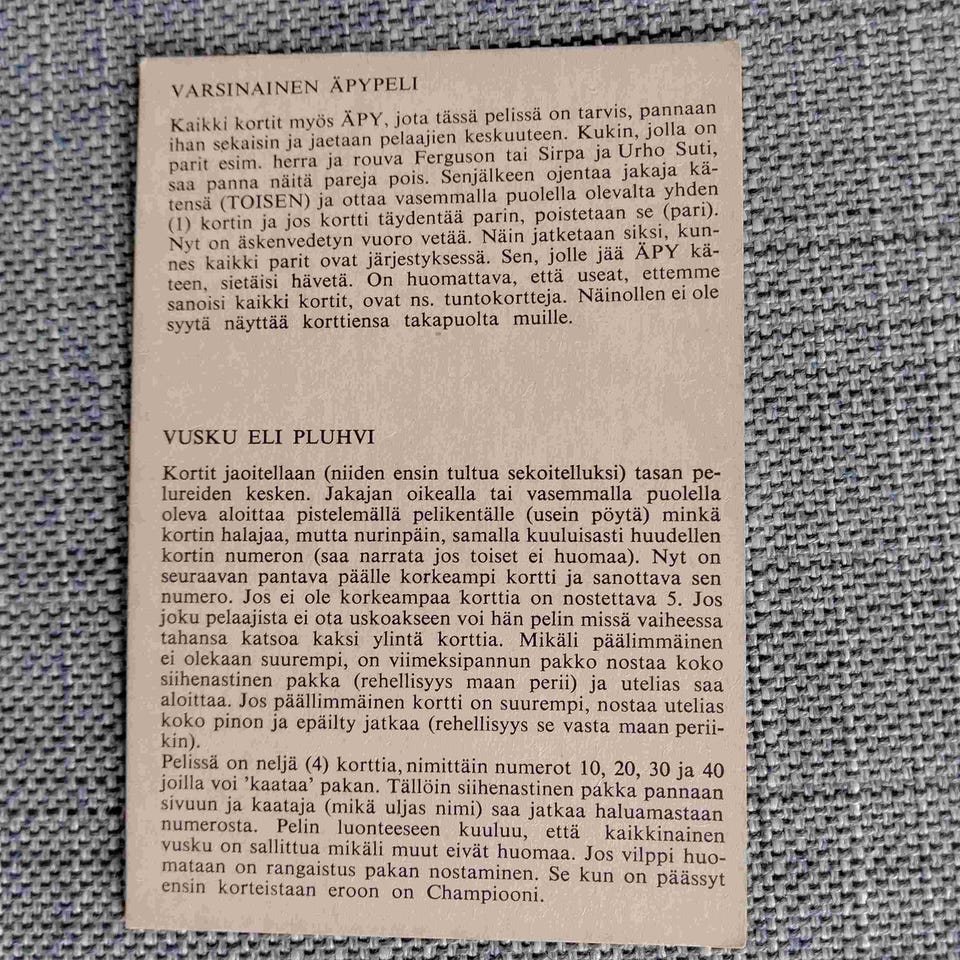 VARSINAINEN ÄPYPELI
Kaikki kortit myös ÄPY, jota tässä pelissä on tarvis, pannaan
ihan sekaisin ja jaetaan pelaajien keskuuteen. Kukin, jolla on
parit esim. herra ja rouva Ferguson tai Sirpa ja Urho Suti,
saa panna näitä pareja pois. Senjälkeen ojentaa jakaja kä-
tensä (TOISEN) ja ottaa vasemmalla puolella olevalta yhden
(1) kortin ja jos kortti täydentää parin, poistetaan se (pari).
Nyt on äskenvedetyn vuoro vetää. Näin jatketaan siksi, kun-
nes kaikki parit ovat järjestyksessä. Sen, jolle jää ÄPY kä-
teen, sietäisi hävetä. On huomattava, että useat, ettemme
sanoisi kaikki kortit, ovat ns. tuntokortteja. Näinollen ei ole
syytä näyttää korttiensa takapuolta muille.
VUSKU ELI PLUHVI
Kortit jaoitellaan (niiden ensin tultua sekoitelluksi) tasan pe-
lureiden kesken. Jakajan oikealla tai vasemmalla puolella
oleva aloittaa pistelemällä pelikentälle (usein pöytä) minkä
kortin halajaa, mutta nurinpäin, samalla kuuluisasti huudellen
kortin numeron (saa narrata jos toiset ei huomaa). Nyt on
seuraavan pantava päälle korkeampi kortti ja sanottava sen
numero. Jos ei ole korkeampaa korttia on nostettava 5. Jos
joku pelaajista ei ota uskoakseen voi hän pelin missä vaiheessa
tahansa katsoa kaksi ylintä korttia. Mikäli päälimmäinen
ei olekaan suurempi, on viimeksipannun pakko nostaa koko
siihenastinen pakka (rehellisyys maan perii) ja utelias saa
aloittaa. Jos päällimmäinen kortti on suurempi, nostaa utelias
koko pinon ja epäilty jatkaa (rehellisyys se vasta maan perii-
kin).
Pelissä on neljä (4) korttia, nimittäin numerot 10, 20, 30 ja 40
joilla voi 'kaataa' pakan. Tällöin siihenastinen pakka pannaan
sivuun ja kaataja (mikä uljas nimi) saa jatkaa haluamastaan
numerosta. Pelin luonteeseen kuuluu, että kaikkinainen
vusku on sallittua mikäli muut eivät huomaa. Jos vilppi huo-
mataan on rangaistus pakan nostaminen. Se kun on päässyt
ensin korteistaan eroon on Championi.